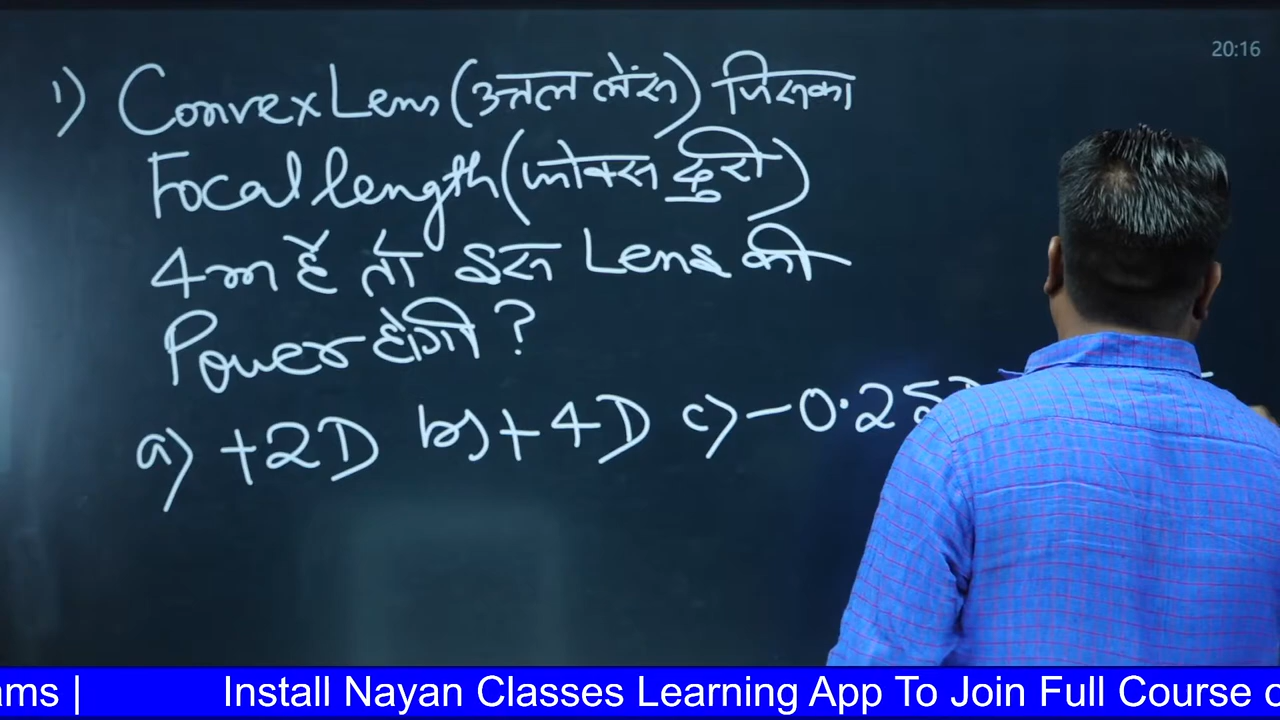 20:16
1) Convex Lens (उत्तल लेंस) जिसका
Focal length (फोकस दुरी)
4m है तो इस Lens की
Power होगी ?
a) +2D b) +4D c) -0.25D
ams | Install Nayan Classes Learning App To Join Full Course o